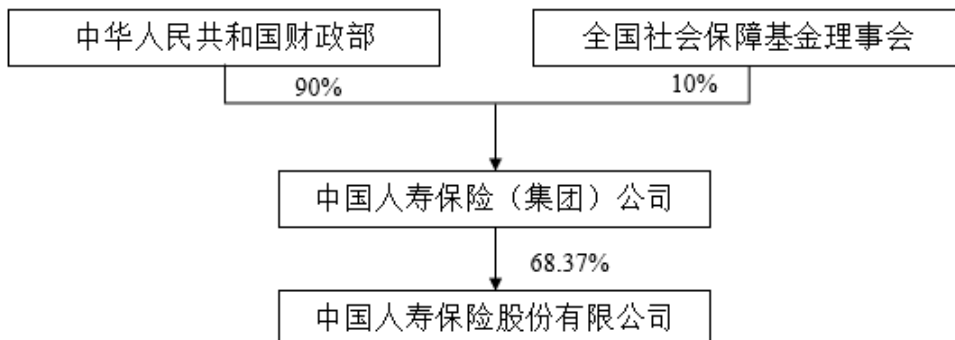 中华人民共和国财政部
全国社会保障基金理事会
90%
10%
中国人寿保险（集团）公司
68.37%
中国人寿保险股份有限公司